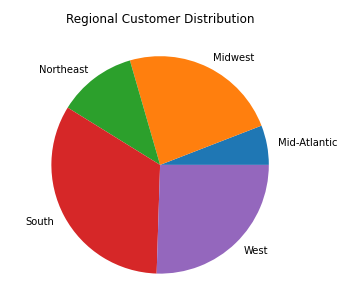 Regional Customer Distribution
Midwest
Northeast
Mid-Atlantic
South
West